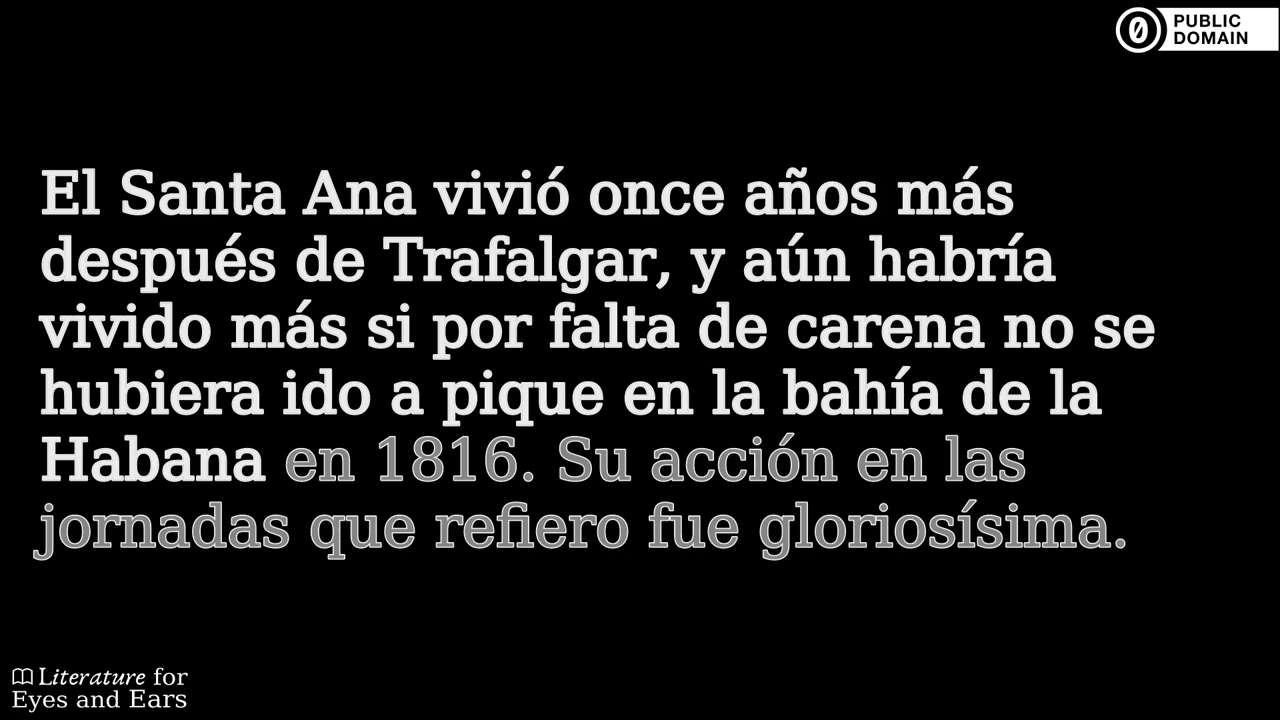 PUBLIC
DOMAIN
El Santa Ana vivió once años más
después de Trafalgar, y aún habría
vivido más si por falta de carena no se
hubiera ido a pique en la bahía de la
Habana en 1816. Su acción en las
jornadas que refiero fue gloriosísima.
Literature for
Eyes and Ears